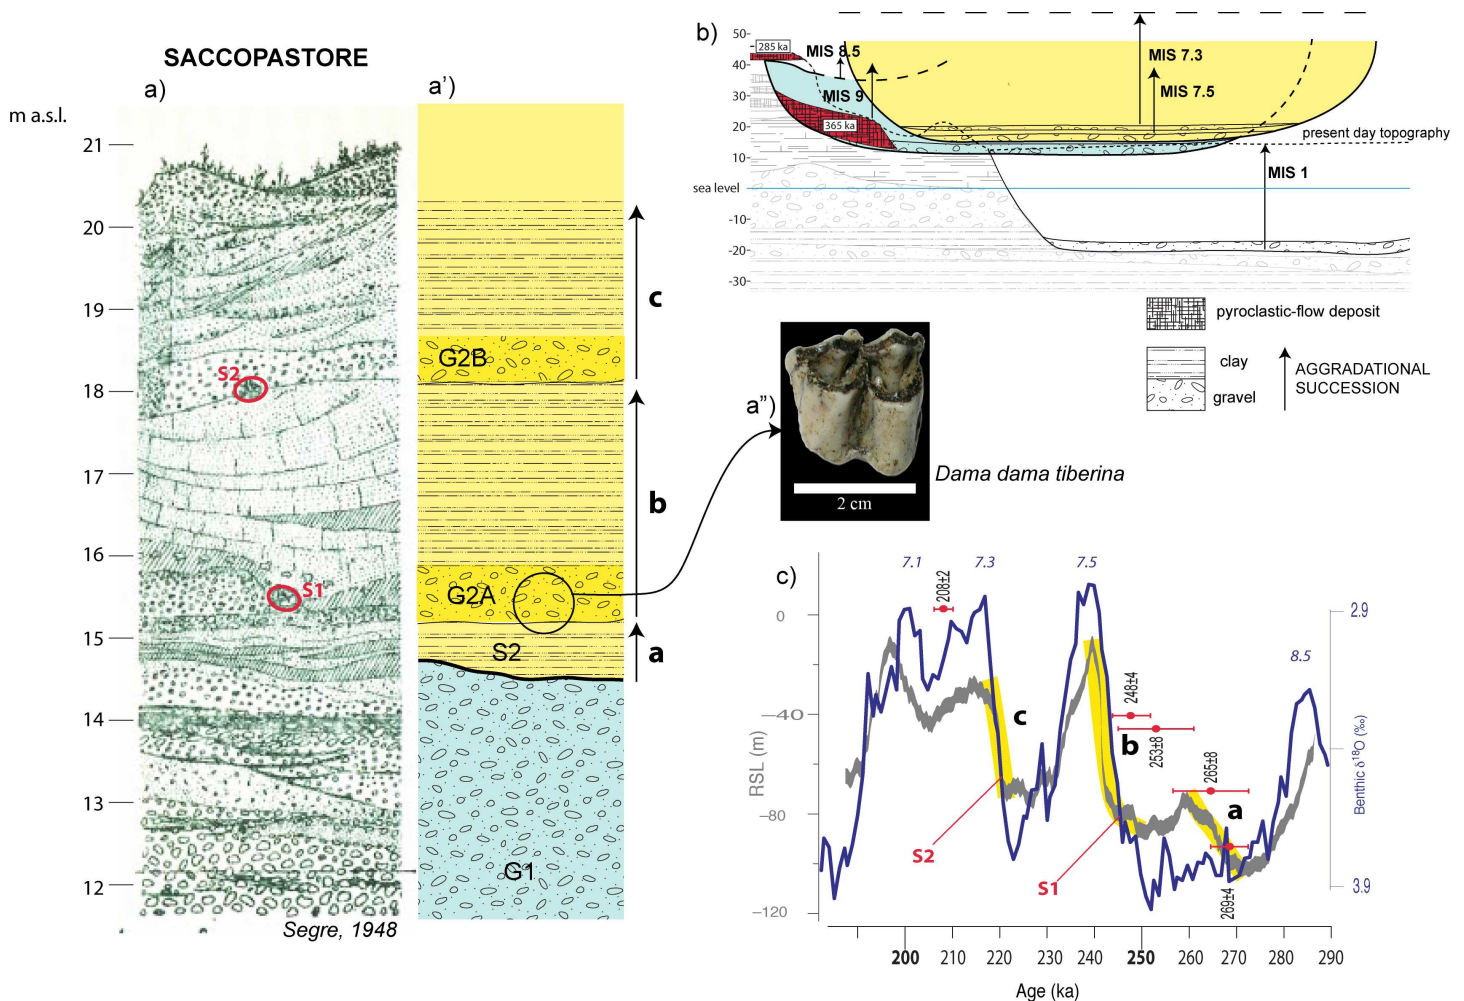 SACCOPASTORE
a)
a')
m a.s.l.
21
20
19
18
17
16
15
14
13
12
S2
S1
c
G2B
b
G2A
S2
a
G1
Segre, 1948
b)
50
40
30
20
10
sea level
-10
-20
-30
285 ka
MIS 8.5
MIS 9
365 ka
MIS 7.3
MIS 7.5
present day topography
MIS 1
pyroclastic-flow deposit
clay
gravel
AGGRADATIONAL
SUCCESSION
a")
2 cm
Dama dama tiberina
c)
7.1
7.3
7.5
8.5
208±2
248±4
253±8
265±8
269±4
c
b
a
S2
S1
0
−40
−80
−120
RSL (m)
2.9
3.9
Benthic δ18O (‰)
200
210
220
230
240
250
260
270
280
290
Age (ka)